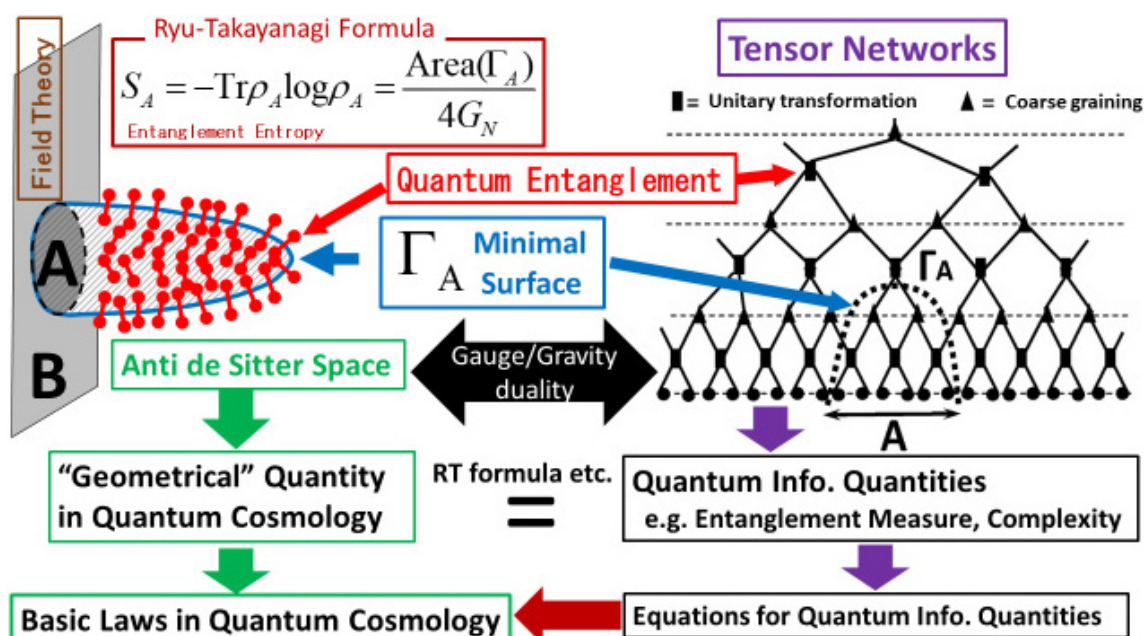 Field Theory
Ryu-Takayanagi Formula
S_A = −Trρ_A logρ_A = Area(Γ_A) / 4G_N
Entanglement Entropy
Tensor Networks
▮= Unitary transformation ▲= Coarse graining
Quantum Entanglement
Γ_A Minimal
Surface
ΓA
A
B
Anti de Sitter Space
Gauge/Gravity
duality
A
“Geometrical” Quantity
in Quantum Cosmology
RT formula etc.
=
Quantum Info. Quantities
e.g. Entanglement Measure, Complexity
Basic Laws in Quantum Cosmology
Equations for Quantum Info. Quantities